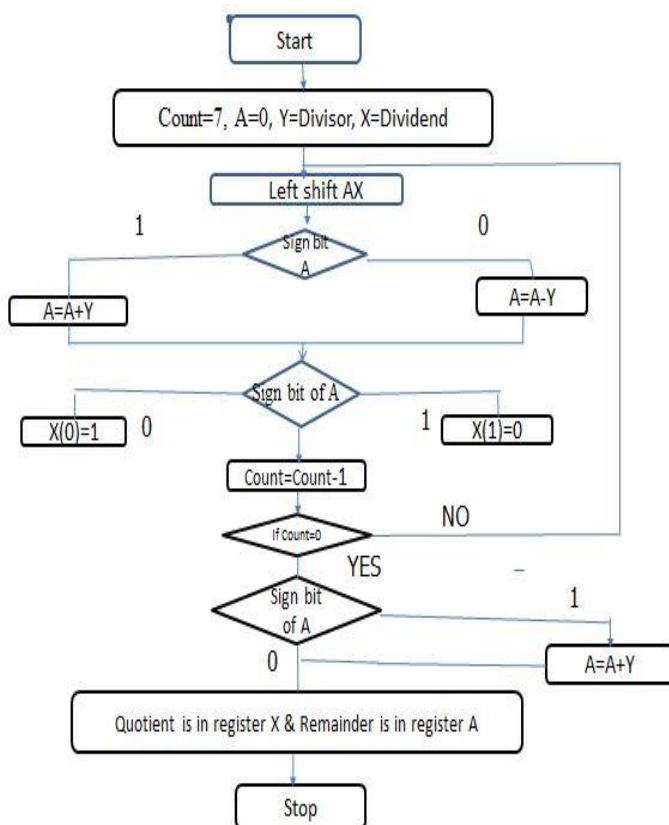 Start
Count=7, A=0, Y=Divisor, X=Dividend
Left shift AX
1
0
Sign bit
A
A=A+Y
A=A-Y
Sign bit of A
X(0)=1
0
1
X(1)=0
Count=Count-1
If Count=0
NO
YES
Sign bit
of A
1
0
A=A+Y
Quotient is in register X & Remainder is in register A
Stop